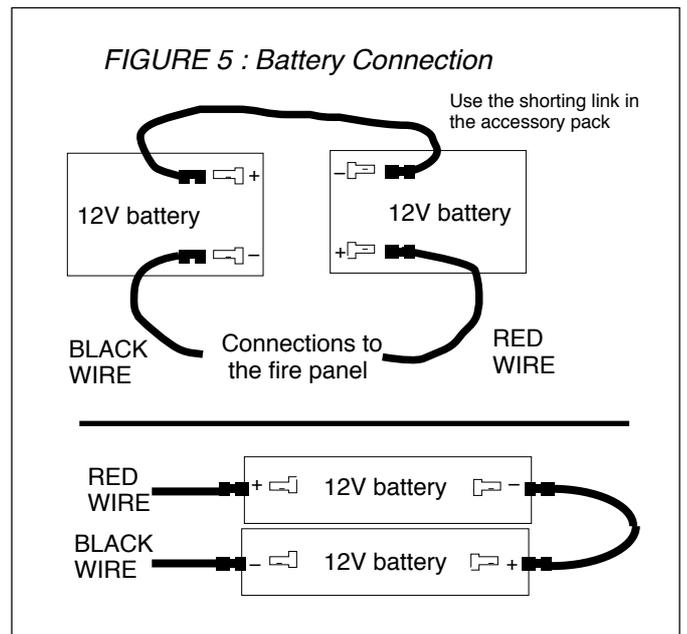 FIGURE 5 : Battery Connection
Use the shorting link in
the accessory pack
+
–
12V battery
12V battery
–
+
BLACK
WIRE
Connections to
the fire panel
RED
WIRE
RED
WIRE
+ 12V battery –
BLACK
WIRE
– 12V battery +